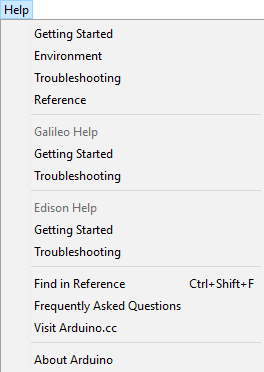 Help
Getting Started
Environment
Troubleshooting
Reference
Galileo Help
Getting Started
Troubleshooting
Edison Help
Getting Started
Troubleshooting
Find in Reference Ctrl+Shift+F
Frequently Asked Questions
Visit Arduino.cc
About Arduino